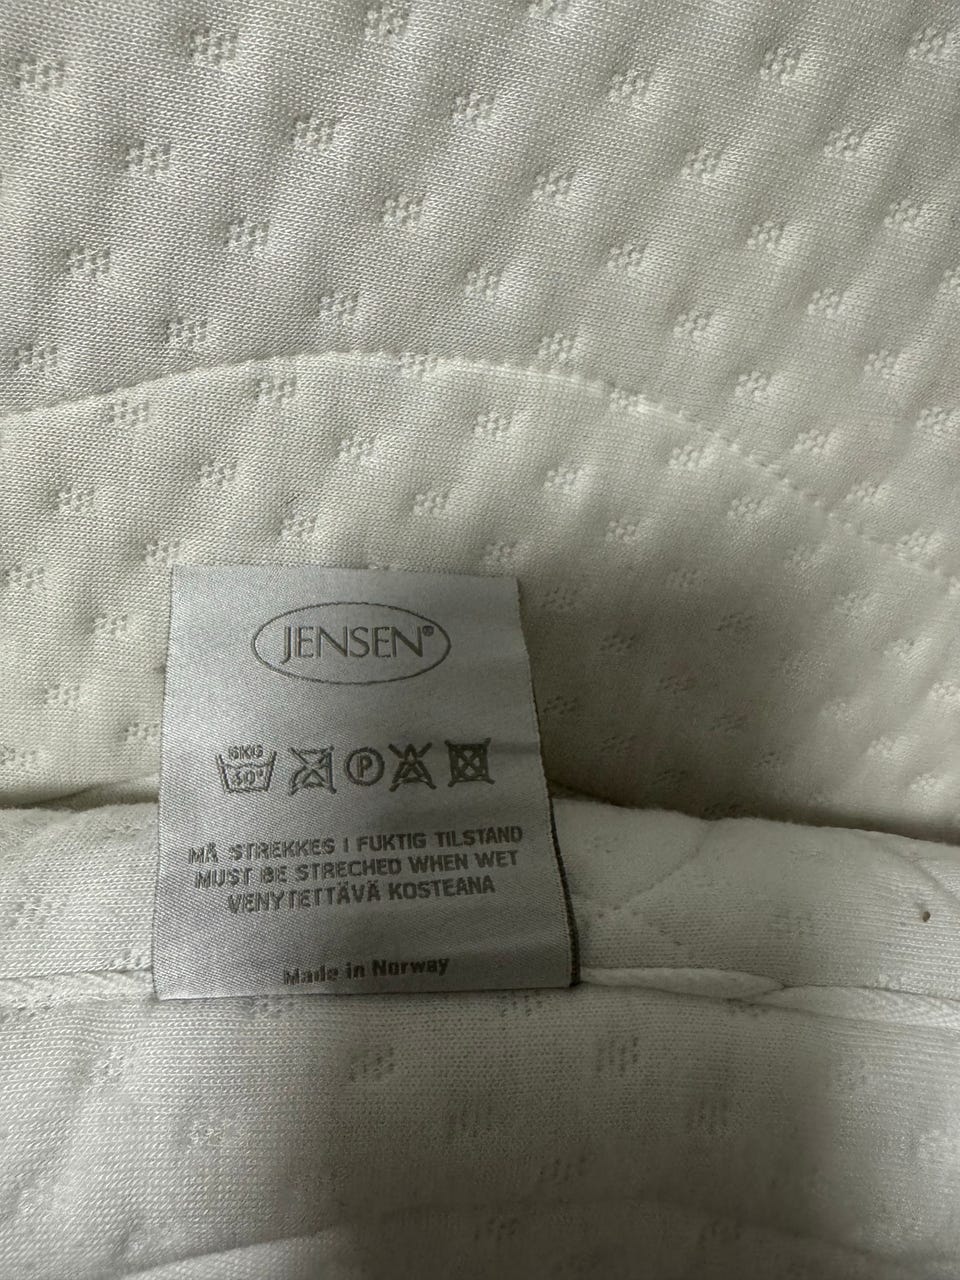 JENSEN®
6KG
30°
P
MÅ STREKKES I FUKTIG TILSTAND
MUST BE STRECHED WHEN WET
VENYTETTÄVÄ KOSTEANA
Made in Norway